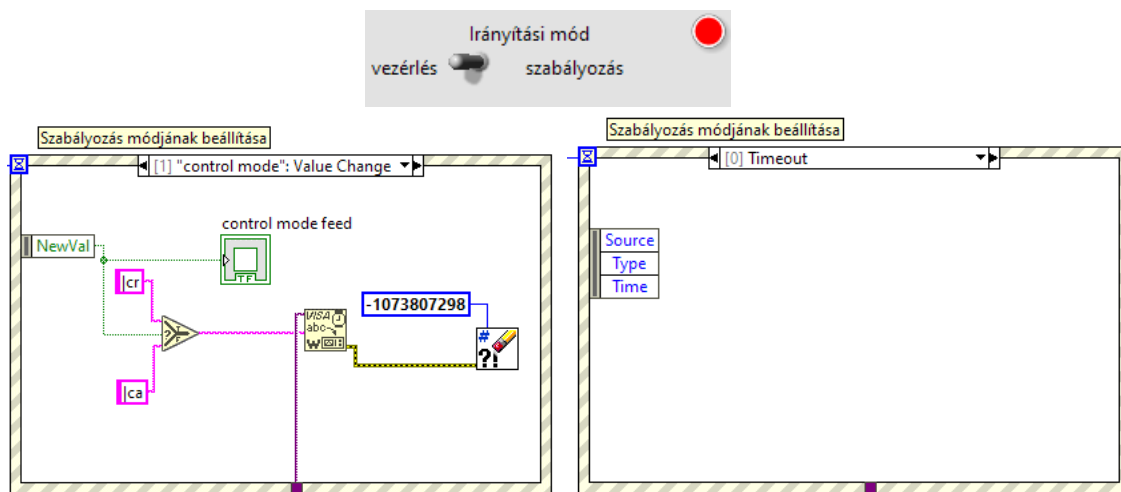 Irányítási mód
vezérlés szabályozás
Szabályozás módjának beállítása
[1] "control mode": Value Change
control mode feed
NewVal
TF
|cr
-1073807298
? T F
VISA
abc
W
#
?!
|ca
Szabályozás módjának beállítása
[0] Timeout
Source
Type
Time